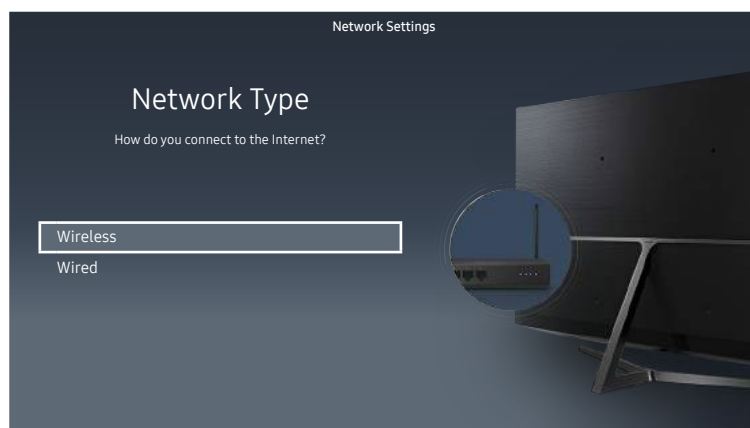 Network Settings
Network Type
How do you connect to the Internet?
Wireless
Wired